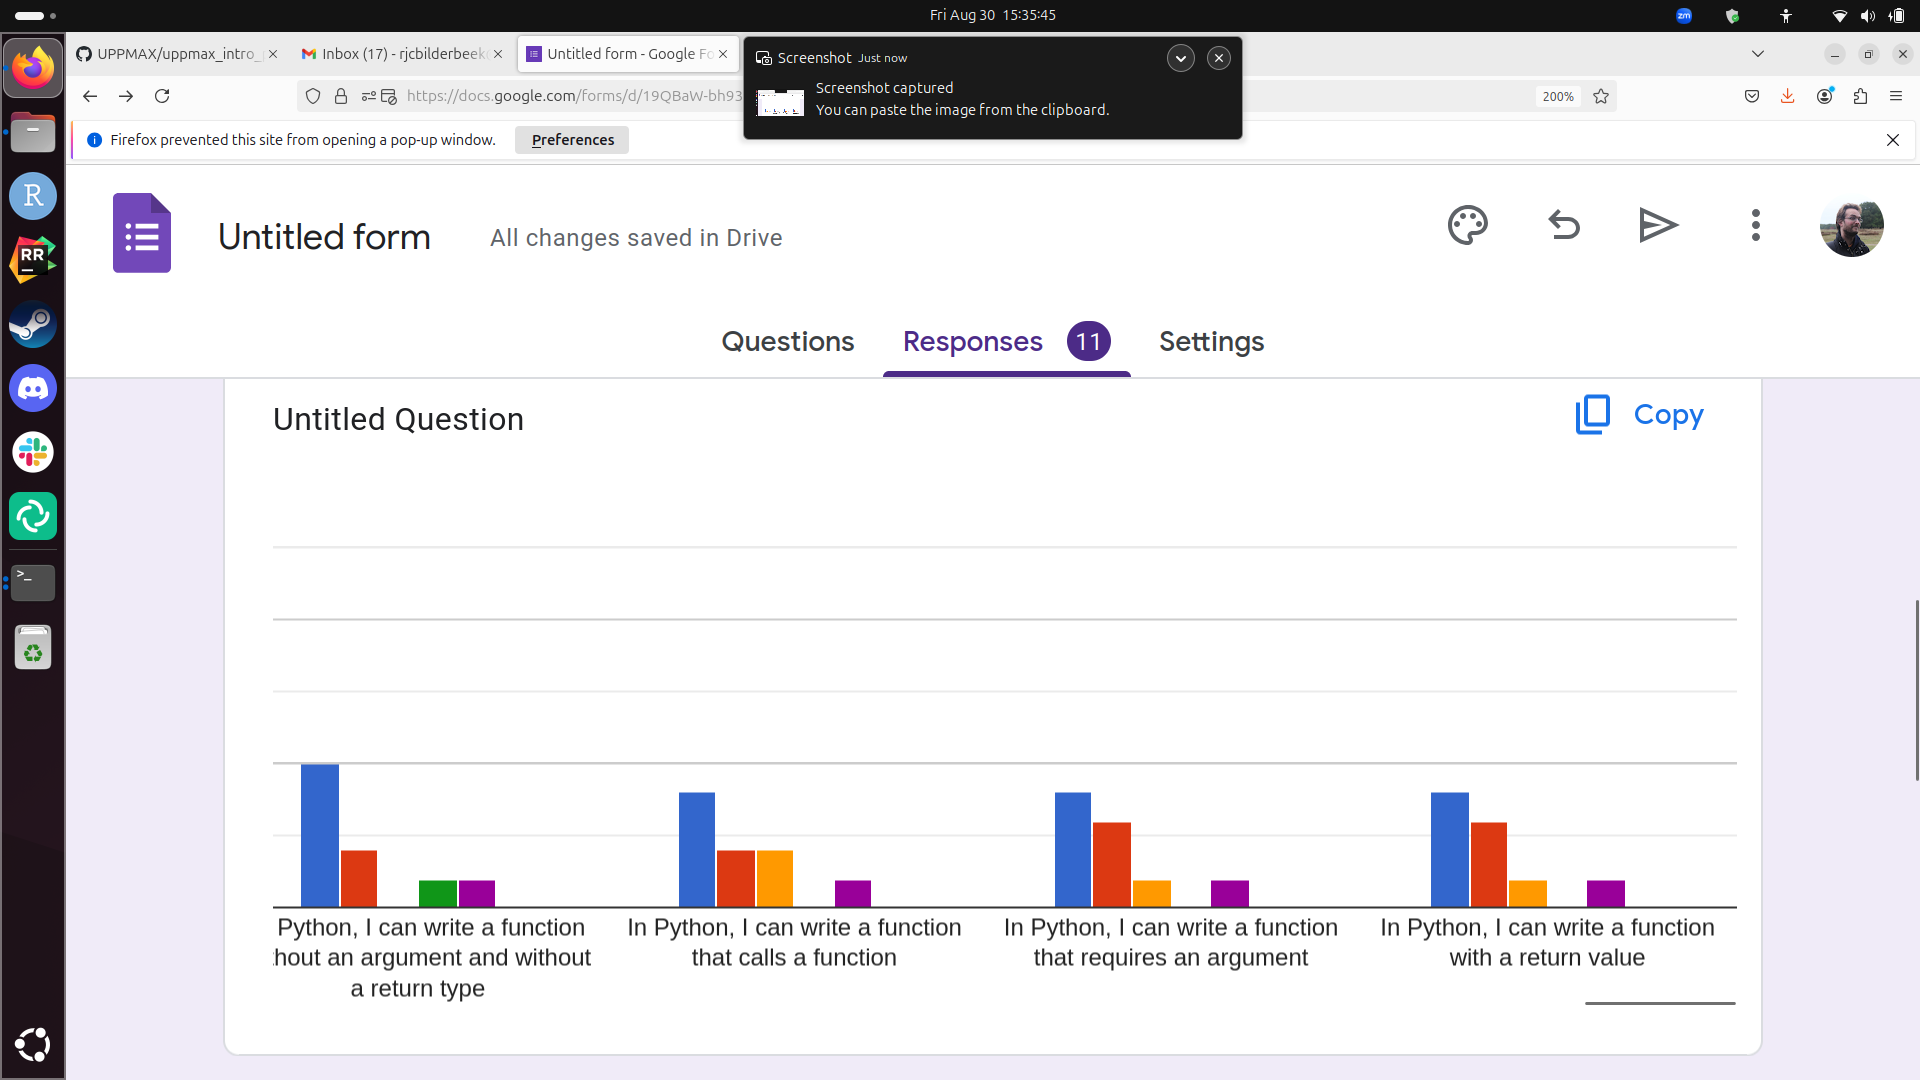 Fri Aug 30 15:35:45
zm
UPPMAX/uppmax_intro_
Inbox (17) - rjcbilderbeek
Untitled form - Google Fo
Screenshot Just now
Screenshot captured
You can paste the image from the clipboard.
https://docs.google.com/forms/d/19QBaW-bh93
200%
Firefox prevented this site from opening a pop-up window.
Preferences
R
RR
>_
Untitled form
All changes saved in Drive
Questions
Responses 11
Settings
Untitled Question
Copy
Python, I can write a function
hout an argument and without
a return type
In Python, I can write a function
that calls a function
In Python, I can write a function
that requires an argument
In Python, I can write a function
with a return value